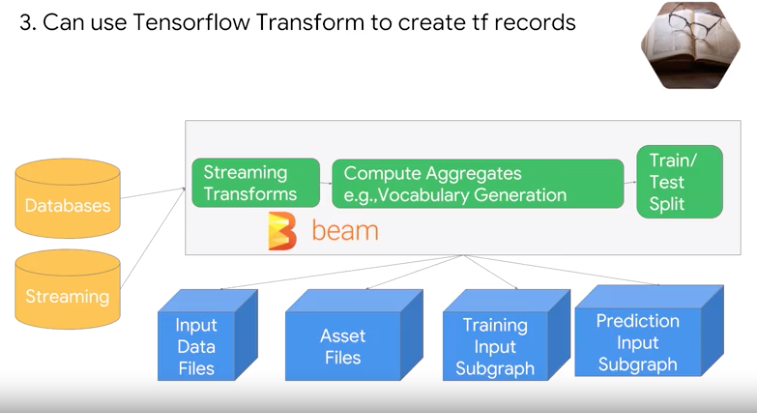 3. Can use Tensorflow Transform to create tf records
Databases
Streaming
Streaming
Transforms
Compute Aggregates
e.g.,Vocabulary Generation
Train/
Test
Split
beam
Input
Data
Files
Asset
Files
Training
Input
Subgraph
Prediction
Input
Subgraph